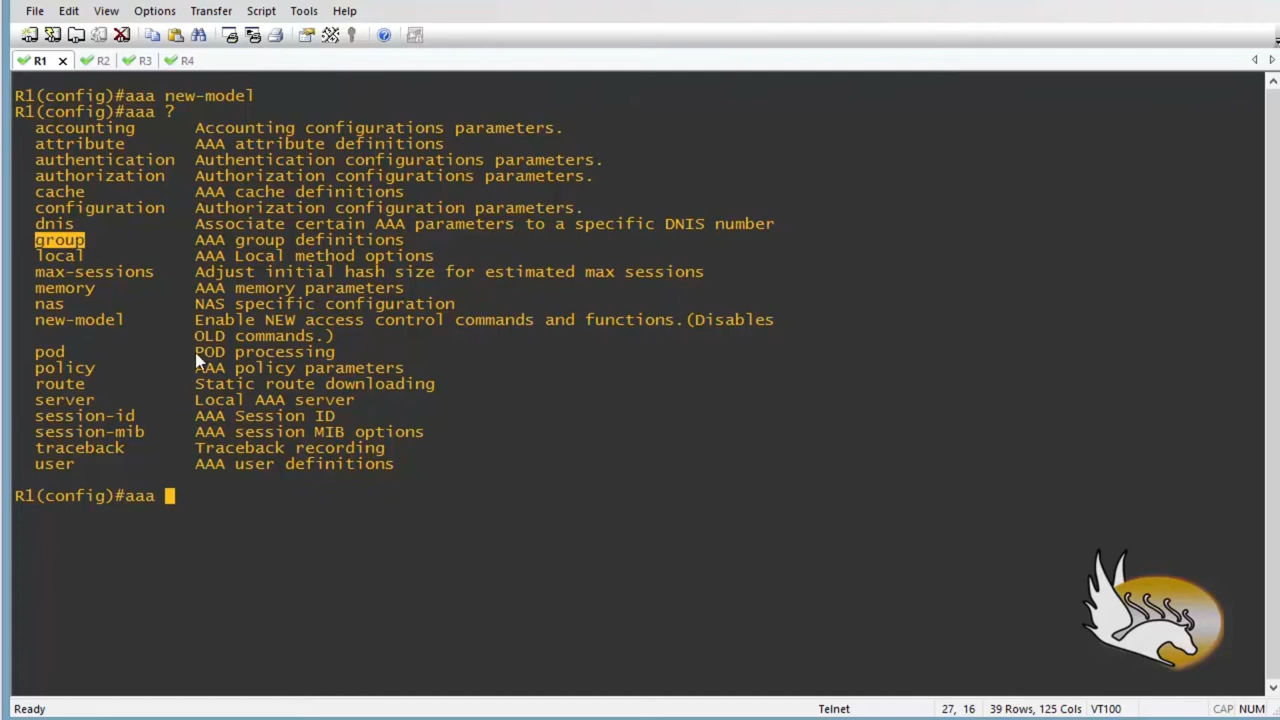 File Edit View Options Transfer Script Tools Help
R1 R2 R3 R4
R1(config)#aaa new-model
R1(config)#aaa ?
accounting Accounting configurations parameters.
attribute AAA attribute definitions
authentication Authentication configurations parameters.
authorization Authorization configurations parameters.
cache AAA cache definitions
configuration Authorization configuration parameters.
dnis Associate certain AAA parameters to a specific DNIS number
group AAA group definitions
local AAA Local method options
max-sessions Adjust initial hash size for estimated max sessions
memory AAA memory parameters
nas NAS specific configuration
new-model Enable NEW access control commands and functions.(Disables
OLD commands.)
pod POD processing
policy AAA policy parameters
route Static route downloading
server Local AAA server
session-id AAA Session ID
session-mib AAA session MIB options
traceback Traceback recording
user AAA user definitions
R1(config)#aaa
Ready Telnet 27, 16 39 Rows, 125 Cols VT100 CAP NUM